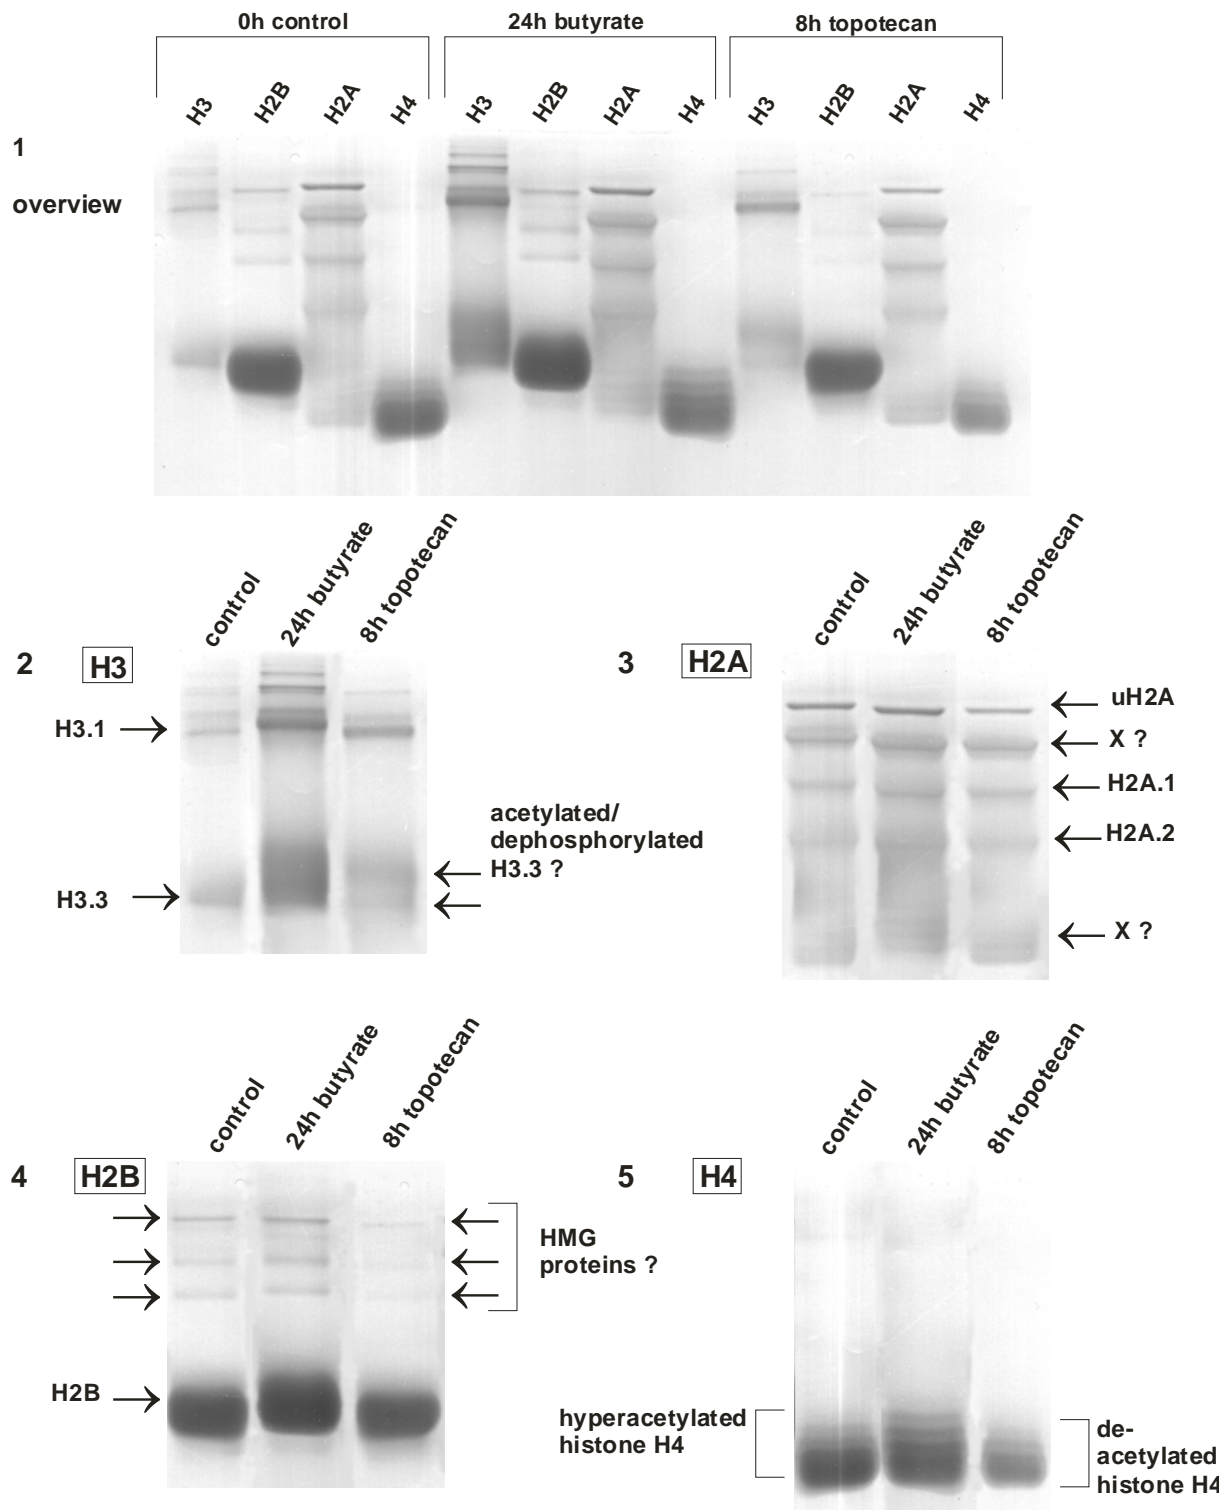 0h control 24h butyrate 8h topotecan
H3 H2B H2A H4 H3 H2B H2A H4 H3 H2B H2A H4
1
overview
control 24h butyrate 8h topotecan
2 H3
H3.1
H3.3
acetylated/
dephosphorylated
H3.3 ?
control 24h butyrate 8h topotecan
3 H2A
uH2A
X ?
H2A.1
H2A.2
X ?
control 24h butyrate 8h topotecan
4 H2B
HMG
proteins ?
H2B
control 24h butyrate 8h topotecan
5 H4
hyperacetylated
histone H4
de-
acetylated
histone H4